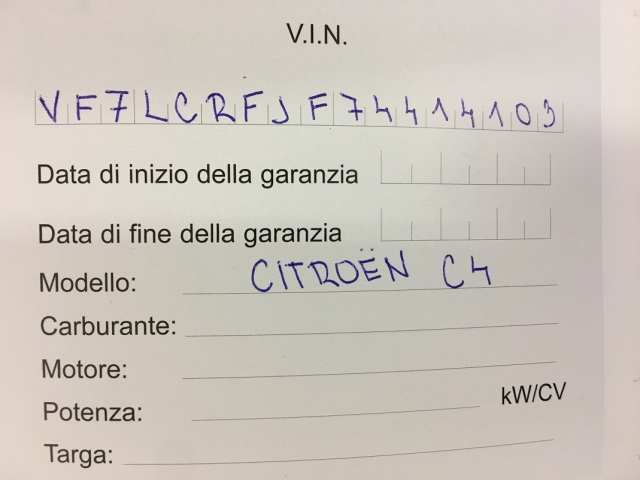 V.I.N.
VF7LCRFJF74414103
Data di inizio della garanzia
Data di fine della garanzia
Modello: CITROËN C4
Carburante:
Motore:
Potenza: kW/CV
Targa: